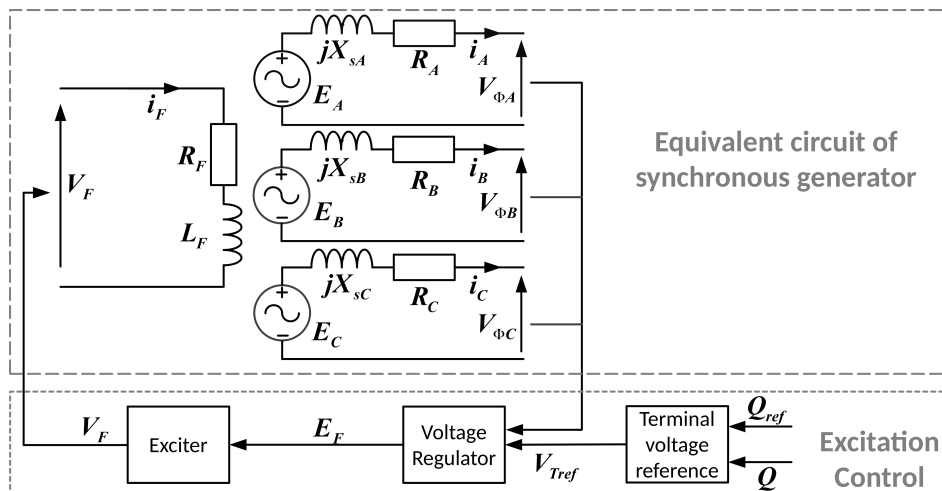 jX_sA
R_A
i_A
E_A
V_ΦA
i_F
R_F
V_F
L_F
jX_sB
R_B
i_B
E_B
V_ΦB
jX_sC
R_C
i_C
E_C
V_ΦC
Equivalent circuit of
synchronous generator
V_F
Exciter
E_F
Voltage
Regulator
V_Tref
Terminal
voltage
reference
Q_ref
Q
Excitation
Control